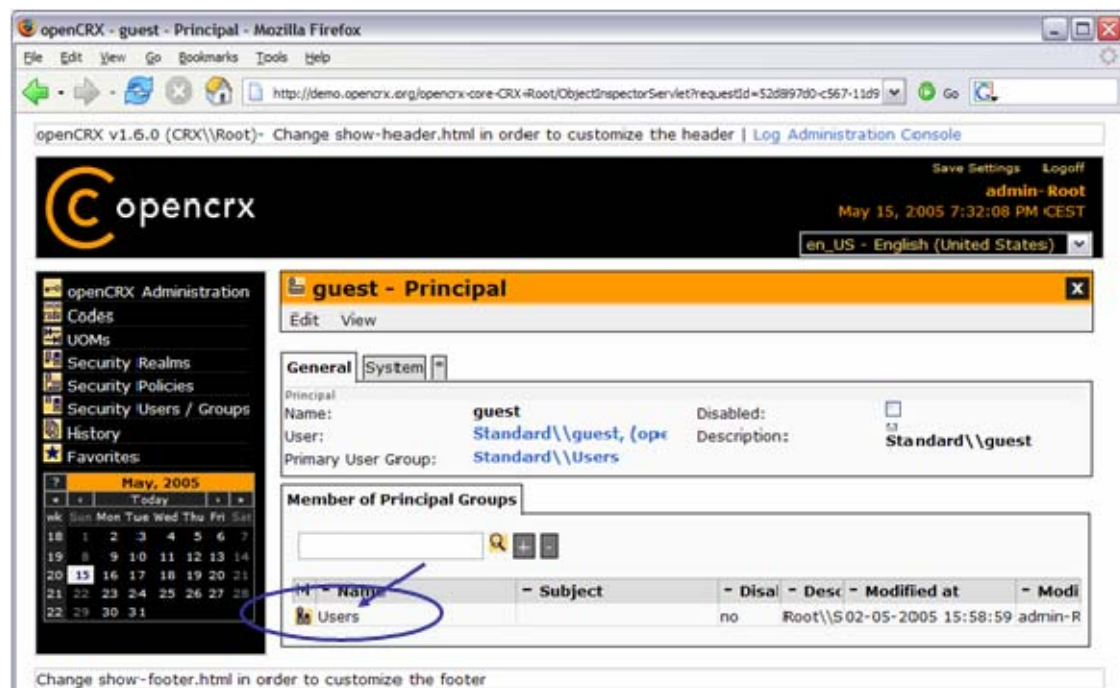 openCRX - guest - Principal - Mozilla Firefox
File Edit View Go Bookmarks Tools Help
http://demo.opencrx.org/opencrx-core-CRX-Root/ObjectInspectorServlet?requestId=52d897d0-c567-11d9 Go
openCRX v1.6.0 (CRX\\Root)- Change show-header.html in order to customize the header | Log Administration Console
opencrx
Save Settings Logoff
admin-Root
May 15, 2005 7:32:08 PM CEST
en_US - English (United States)
openCRX Administration
Codes
UOMs
Security Realms
Security Policies
Security Users / Groups
History
Favorites
? May, 2005
« ‹ Today › »
wk Sun Mon Tue Wed Thu Fri Sat
18 1 2 3 4 5 6 7
19 8 9 10 11 12 13 14
20 15 16 17 18 19 20 21
21 22 23 24 25 26 27 28
22 29 30 31
guest - Principal X
Edit View
General System *
Principal
Name: guest Disabled:
User: Standard\\guest, (ope Description: Standard\\guest
Primary User Group: Standard\\Users
Member of Principal Groups
+ -
Name - Subject - Disal - Desc - Modified at - Modi
Users no Root\\S 02-05-2005 15:58:59 admin-R
Change show-footer.html in order to customize the footer